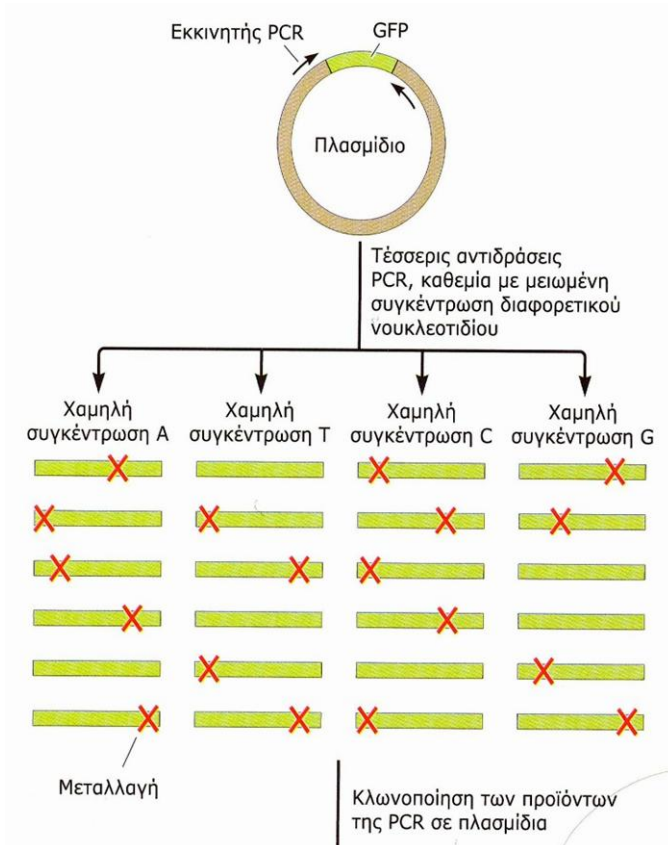 Εκκινητής PCR
GFP
Πλασμίδιο
Τέσσερις αντιδράσεις
PCR, καθεμία με μειωμένη
συγκέντρωση διαφορετικού
νουκλεοτιδίου
Χαμηλή
συγκέντρωση A
Χαμηλή
συγκέντρωση T
Χαμηλή
συγκέντρωση C
Χαμηλή
συγκέντρωση G
Μεταλλαγή
Κλωνοποίηση των προϊόντων
της PCR σε πλασμίδια